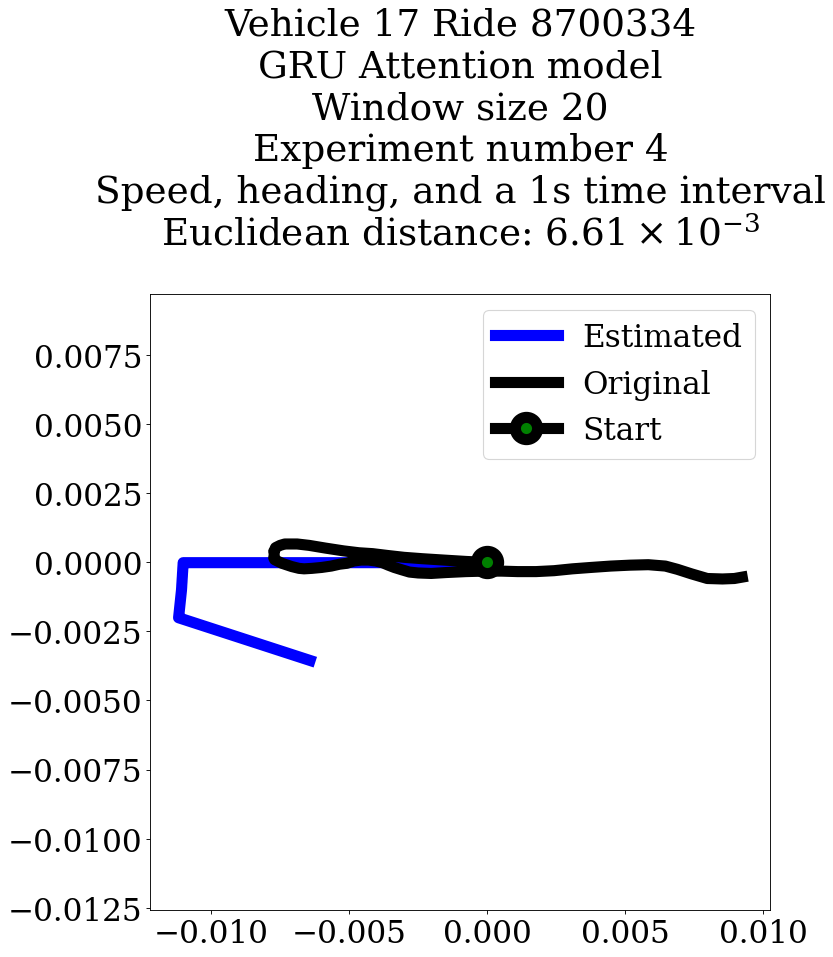 Vehicle 17 Ride 8700334
GRU Attention model
Window size 20
Experiment number 4
Speed, heading, and a 1s time interval
Euclidean distance: 6.61 × 10⁻³
Estimated
Original
Start
0.0075
0.0050
0.0025
0.0000
−0.0025
−0.0050
−0.0075
−0.0100
−0.0125
−0.010 −0.005 0.000 0.005 0.010